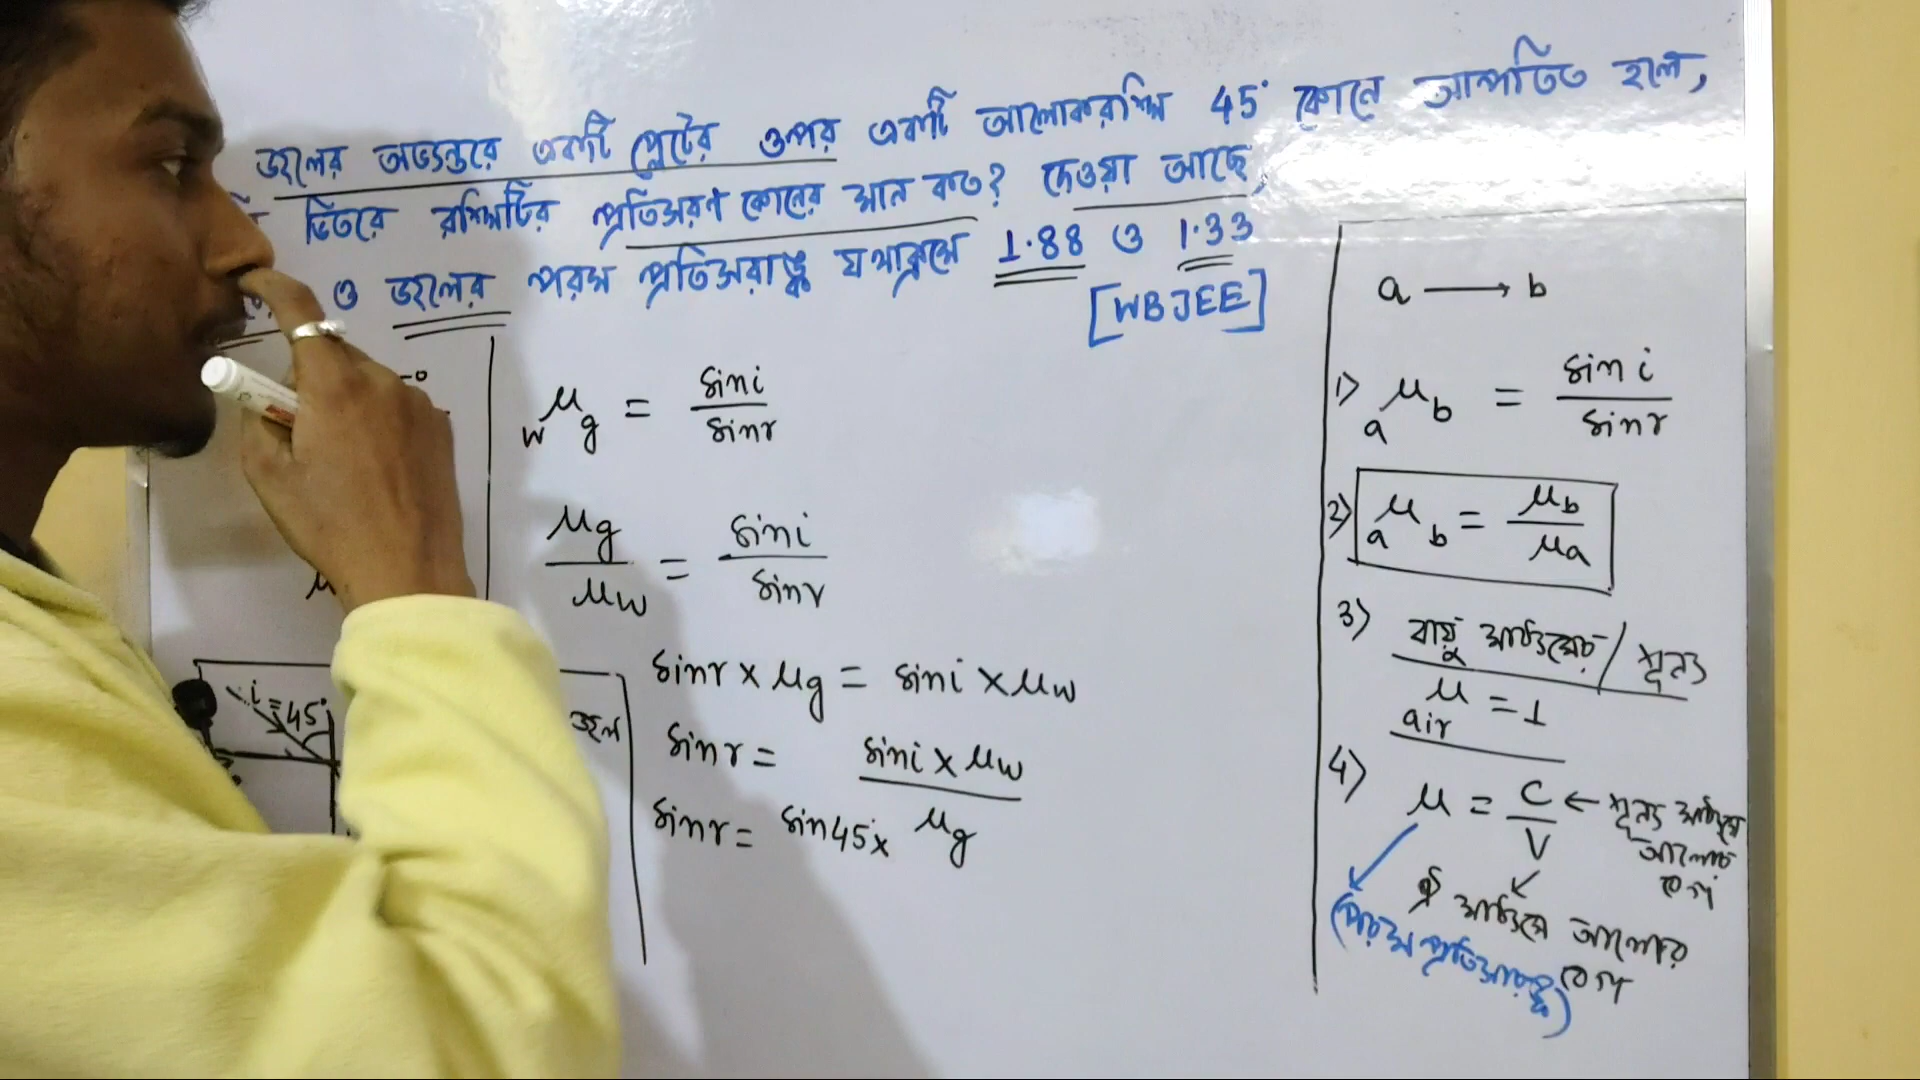 জলের অভ্যন্তরে একটি প্লেটের ওপর একটি আলোকরশ্মি 45° কোনে আপতিত হলে,
ভিতরে রশ্মিটির প্রতিসরণ কোনের মান কত? দেওয়া আছে,
ও জলের পরম প্রতিসরাঙ্ক যথাক্রমে 1.88 ও 1.33
[WBJEE]
wμg = sini / sinr
μg / μw = sini / sinr
sinr × μg = sini × μw
sinr = sini × μw / μg
sinr = sin45 ×
i = 45°
জল
a → b
1) aμb = sin i / sinr
2) aμb = μb / μa
3) বায়ু মাধ্যমের / শূন্য
μair = 1
4) μ = C / V ← শূন্য মাধ্যমে আলোর বেগ
ঐ মাধ্যমে আলোর বেগ
(পরম প্রতিসরাঙ্ক)